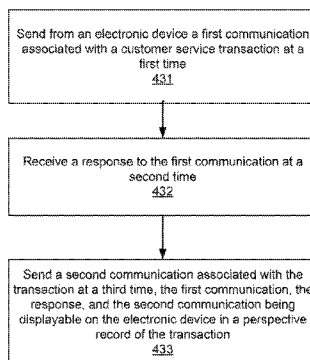 Send from an electronic device a first communication
associated with a customer service transaction at a
first time
431
Receive a response to the first communication at a
second time
432
Send a second communication associated with the
transaction at a third time, the first communication, the
response, and the second communication being
displayable on the electronic device in a perspective
record of the transaction
433